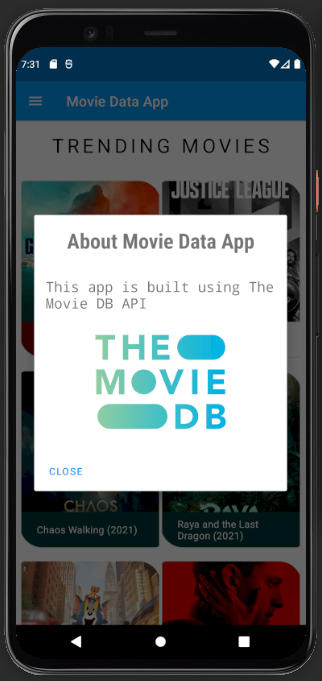 7:31
Movie Data App
TRENDING MOVIES
JUSTICE LEAGUE
About Movie Data App
This app is built using The
Movie DB API
THE
MOVIE
DB
CLOSE
CHAOS
RAYA
Chaos Walking (2021)
Raya and the Last
Dragon (2021)